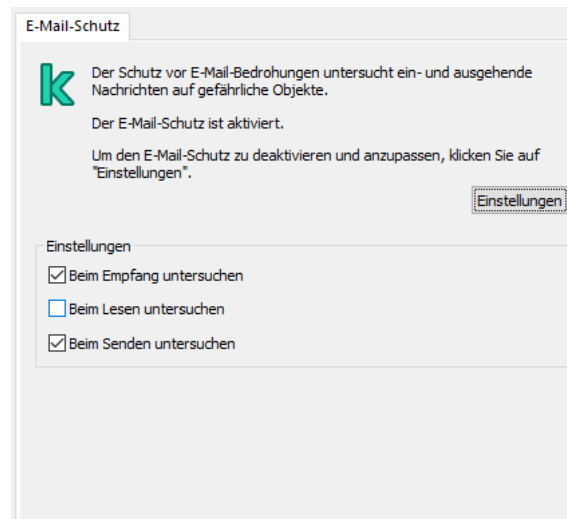 E-Mail-Schutz
Der Schutz vor E-Mail-Bedrohungen untersucht ein- und ausgehende
Nachrichten auf gefährliche Objekte.
Der E-Mail-Schutz ist aktiviert.
Um den E-Mail-Schutz zu deaktivieren und anzupassen, klicken Sie auf
"Einstellungen".
Einstellungen
Einstellungen
Beim Empfang untersuchen
Beim Lesen untersuchen
Beim Senden untersuchen